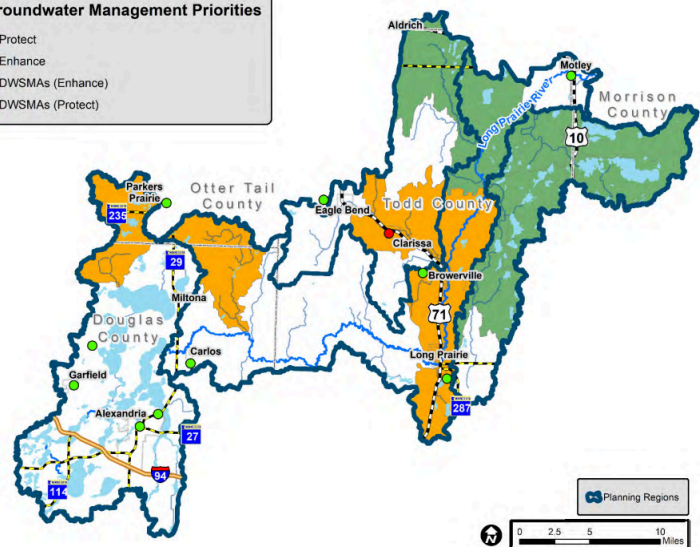 roundwater Management Priorities
Protect
Enhance
DWSMAs (Enhance)
DWSMAs (Protect)
Aldrich
Motley
Long Prairie River
Morrison
County
10
Parkers
Prairie
235
Otter Tail
County
Eagle Bend
Todd County
Clarissa
29
Browerville
Miltona
71
Douglas
County
Carlos
Long Prairie
Garfield
287
Alexandria
27
94
114
Planning Regions
0 2.5 5 10
Miles